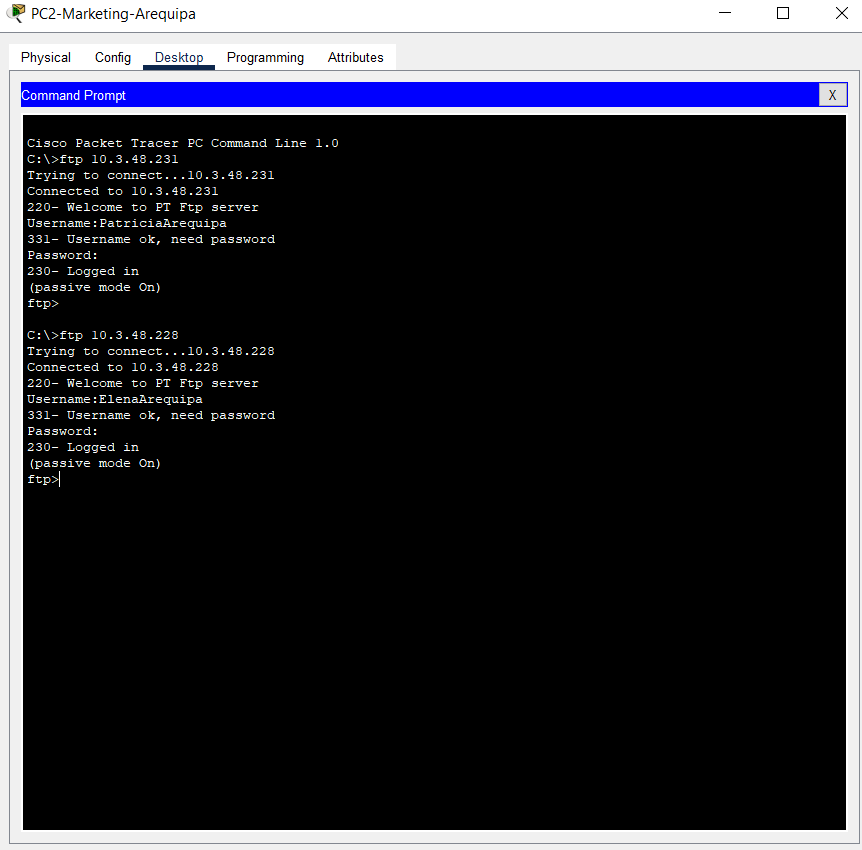 PC2-Marketing-Arequipa
Physical Config Desktop Programming Attributes
Command Prompt
X
Cisco Packet Tracer PC Command Line 1.0
C:\>ftp 10.3.48.231
Trying to connect...10.3.48.231
Connected to 10.3.48.231
220- Welcome to PT Ftp server
Username:PatriciaArequipa
331- Username ok, need password
Password:
230- Logged in
(passive mode On)
ftp>
C:\>ftp 10.3.48.228
Trying to connect...10.3.48.228
Connected to 10.3.48.228
220- Welcome to PT Ftp server
Username:ElenaArequipa
331- Username ok, need password
Password:
230- Logged in
(passive mode On)
ftp>